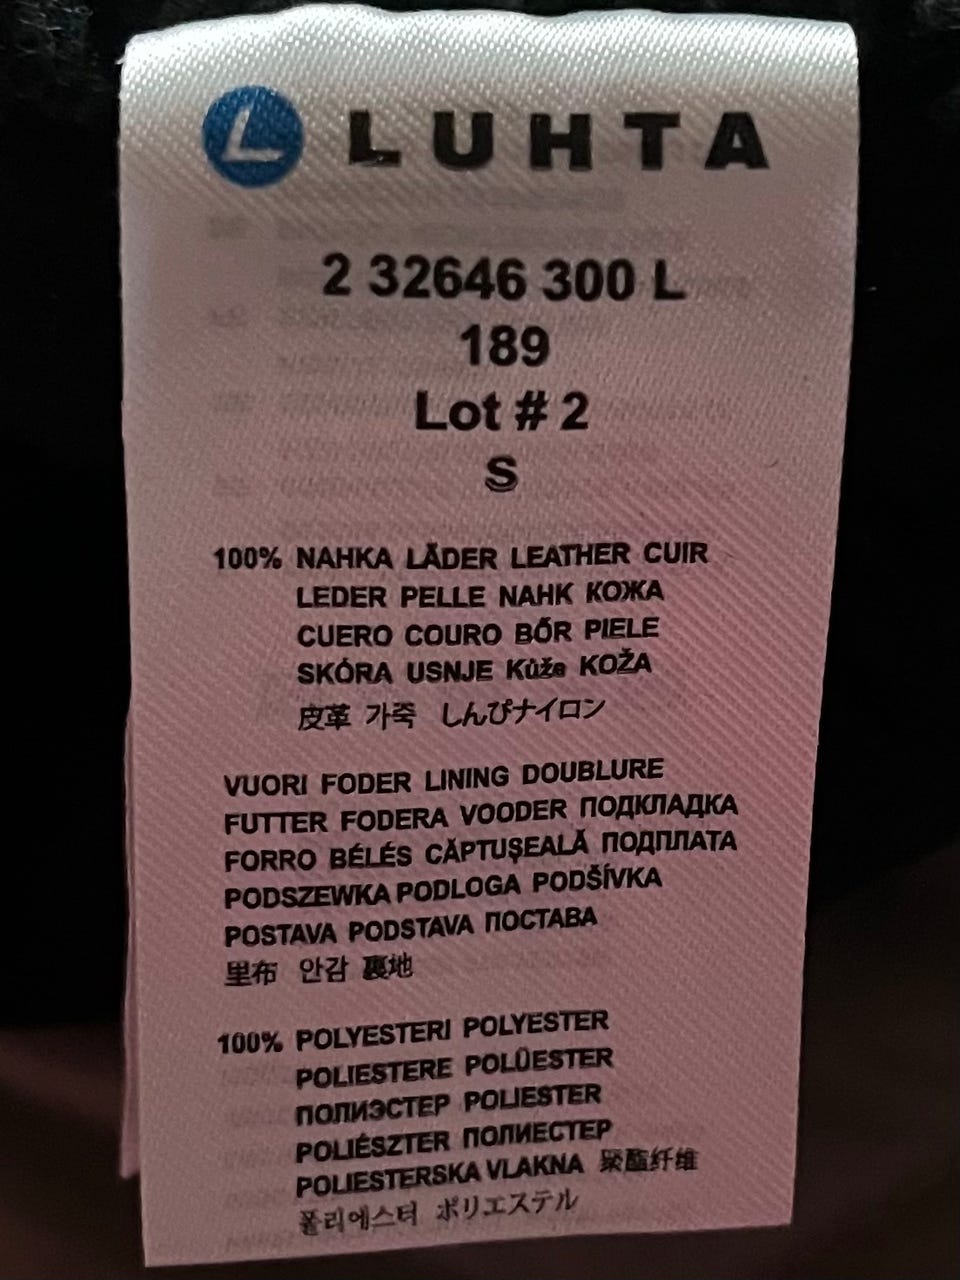 L LUHTA
2 32646 300 L
189
Lot # 2
S
100% NAHKA LÄDER LEATHER CUIR
LEDER PELLE NAHK КОЖА
CUERO COURO BŐR PIELE
SKÓRA USNJE Kůže KOŽA
皮革 가죽 しんぴナイロン
VUORI FODER LINING DOUBLURE
FUTTER FODERA VOODER ПОДКЛАДКА
FORRO BÉLÉS CĂPTUŞEALĂ ПОДПЛАТА
PODSZEWKA PODLOGA PODŠÍVKA
POSTAVA PODSTAVA ПОСТАВА
里布 안감 裏地
100% POLYESTERI POLYESTER
POLIESTERE POLÜESTER
ПОЛИЭСТЕР POLIESTER
POLIÉSZTER ПОЛИЕСТЕР
POLIESTERSKA VLAKNA 聚酯纤维
폴리에스터 ポリエステル